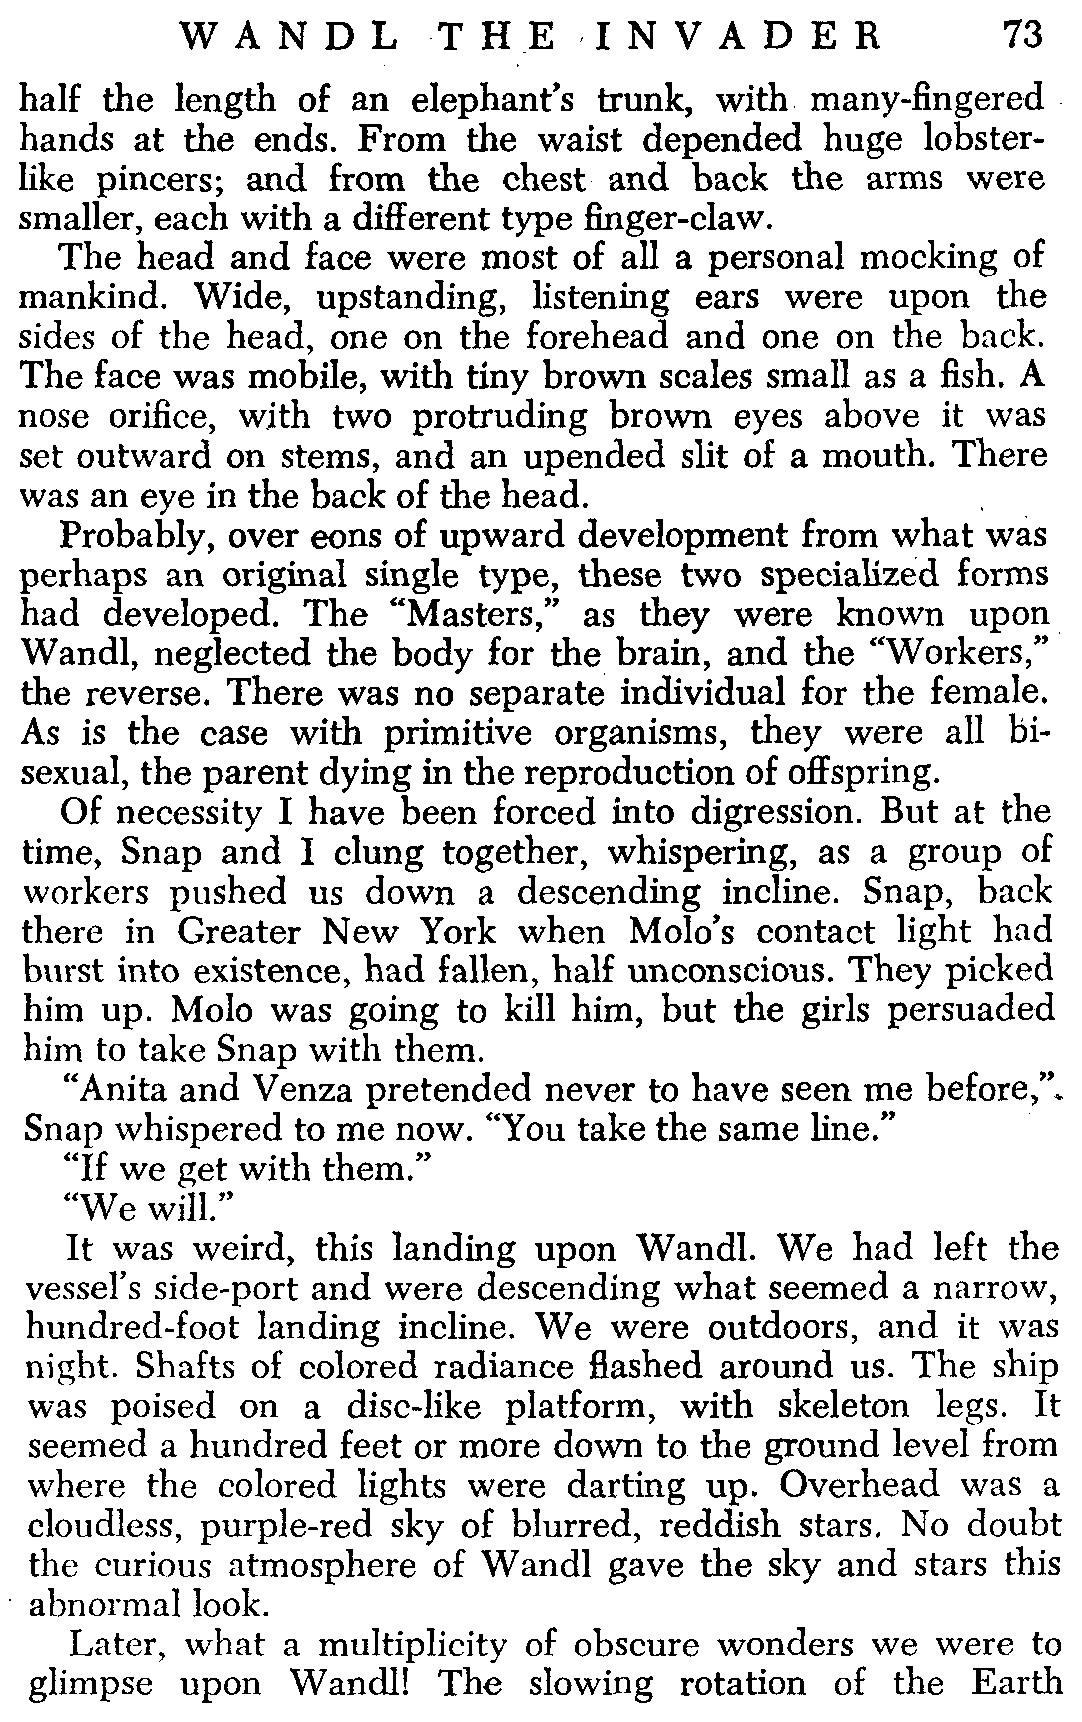 WANDL THE INVADER 73
half the length of an elephant's trunk, with many-fingered
hands at the ends. From the waist depended huge lobster-
like pincers; and from the chest and back the arms were
smaller, each with a different type finger-claw.
The head and face were most of all a personal mocking of
mankind. Wide, upstanding, listening ears were upon the
sides of the head, one on the forehead and one on the back.
The face was mobile, with tiny brown scales small as a fish. A
nose orifice, with two protruding brown eyes above it was
set outward on stems, and an upended slit of a mouth. There
was an eye in the back of the head.
Probably, over eons of upward development from what was
perhaps an original single type, these two specialized forms
had developed. The “Masters,” as they were known upon
Wandl, neglected the body for the brain, and the “Workers,”
the reverse. There was no separate individual for the female.
As is the case with primitive organisms, they were all bi-
sexual, the parent dying in the reproduction of offspring.
Of necessity I have been forced into digression. But at the
time, Snap and I clung together, whispering, as a group of
workers pushed us down a descending incline. Snap, back
there in Greater New York when Molo's contact light had
burst into existence, had fallen, half unconscious. They picked
him up. Molo was going to kill him, but the girls persuaded
him to take Snap with them.
“Anita and Venza pretended never to have seen me before,”
Snap whispered to me now. “You take the same line.”
“If we get with them.”
“We will.”
It was weird, this landing upon Wandl. We had left the
vessel's side-port and were descending what seemed a narrow,
hundred-foot landing incline. We were outdoors, and it was
night. Shafts of colored radiance flashed around us. The ship
was poised on a disc-like platform, with skeleton legs. It
seemed a hundred feet or more down to the ground level from
where the colored lights were darting up. Overhead was a
cloudless, purple-red sky of blurred, reddish stars. No doubt
the curious atmosphere of Wandl gave the sky and stars this
abnormal look.
Later, what a multiplicity of obscure wonders we were to
glimpse upon Wandl! The slowing rotation of the Earth